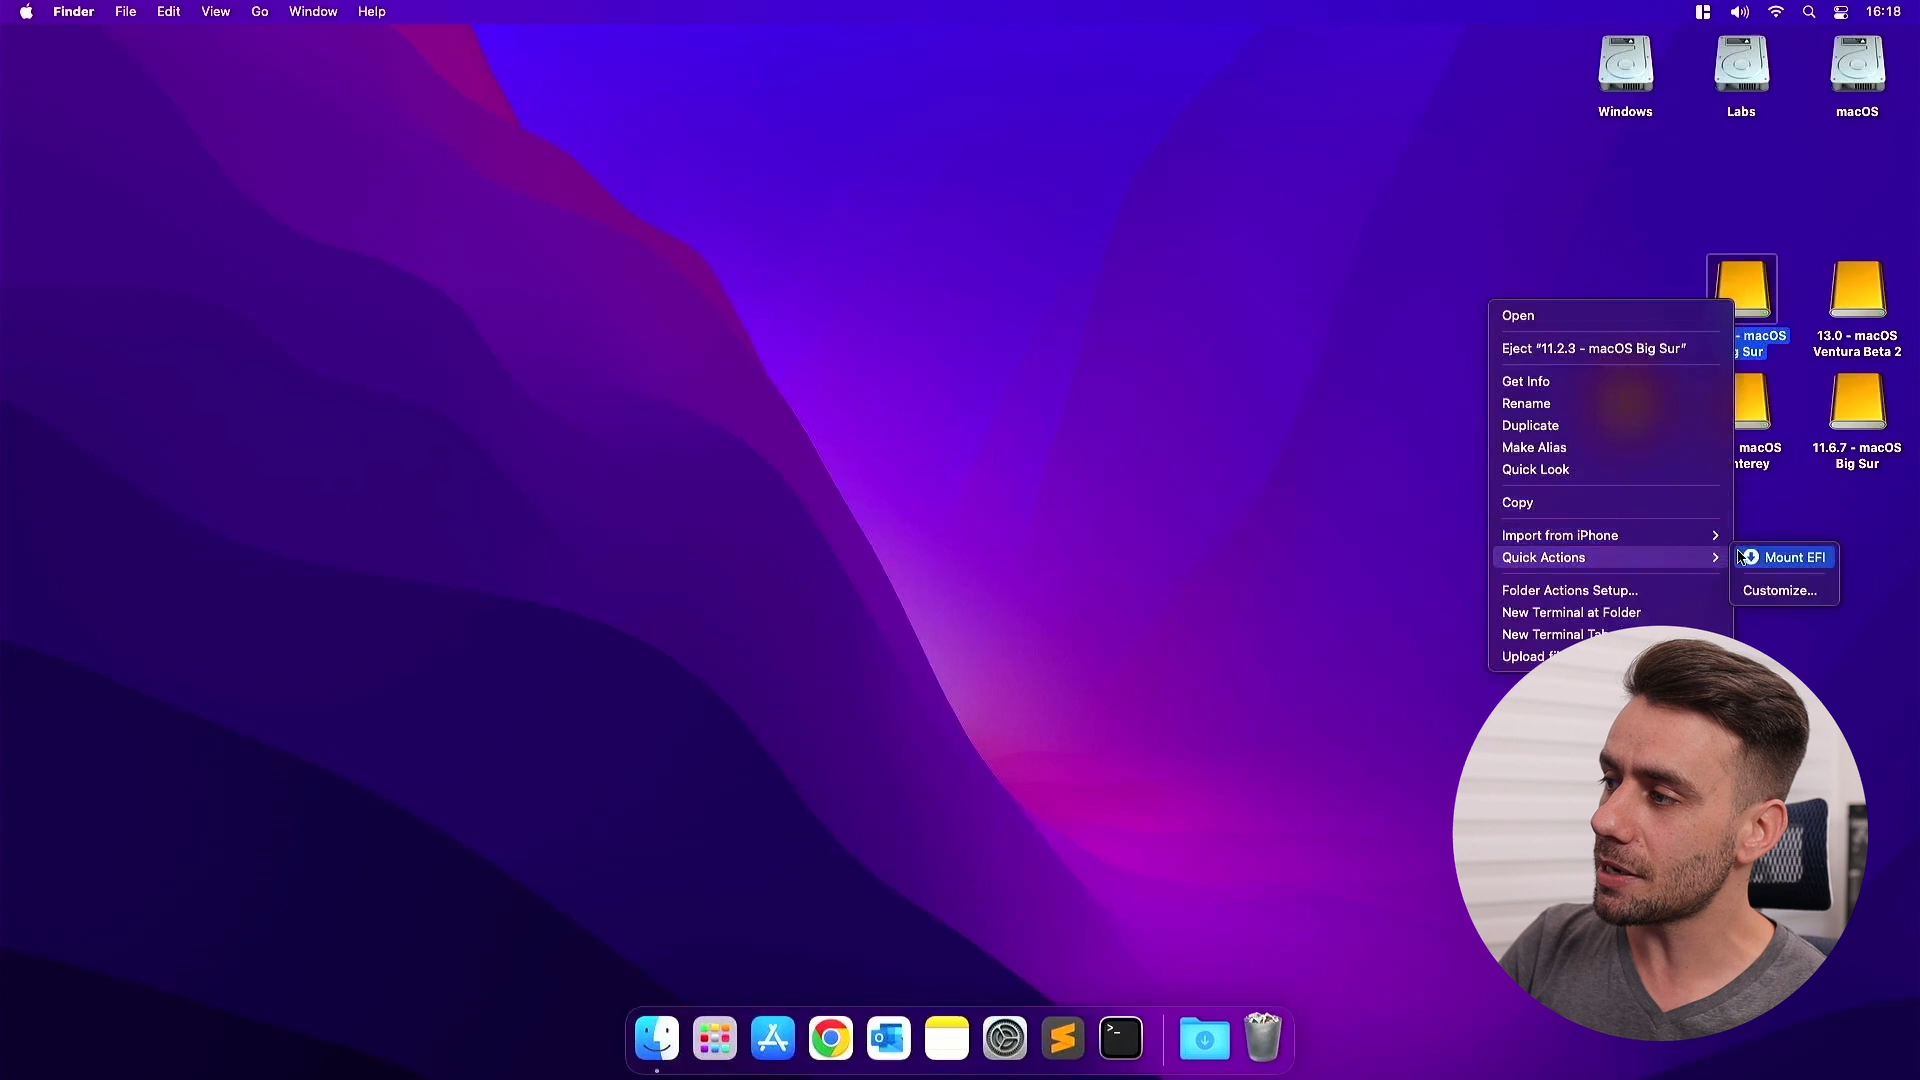 Finder File Edit View Go Window Help
16:18
Windows
Labs
macOS
- macOS
Sur
13.0 - macOS
Ventura Beta 2
macOS
11.6.7 - macOS
Big Sur
Open
Eject “11.2.3 - macOS Big Sur”
Get Info
Rename
Duplicate
Make Alias
Quick Look
Copy
Import from iPhone
Quick Actions
Folder Actions Setup...
New Terminal at Folder
New Terminal
Upload
Mount EFI
Customize...